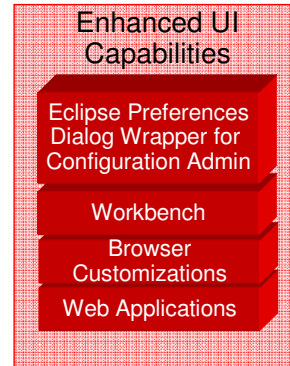 Enhanced UI
Capabilities
Eclipse Preferences
Dialog Wrapper for
Configuration Admin
Workbench
Browser
Customizations
Web Applications